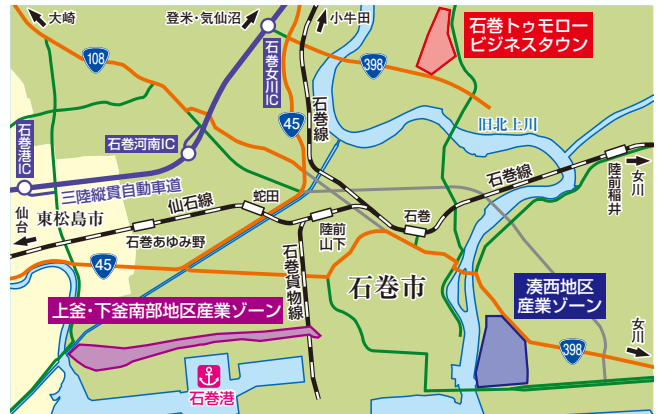 大崎
登米・気仙沼
小牛田
石巻トゥモロー
ビジネスタウン
108
石巻女川IC
398
45
石巻線
旧北上川
石巻港IC
石巻河南IC
三陸縦貫自動車道
石巻線
女川
陸前稲井
仙台
東松島市
仙石線
蛇田
石巻あゆみ野
陸前
山下
石巻
45
石巻貨物線
石巻市
湊西地区
産業ゾーン
上釜・下釜南部地区産業ゾーン
女川
398
石巻港